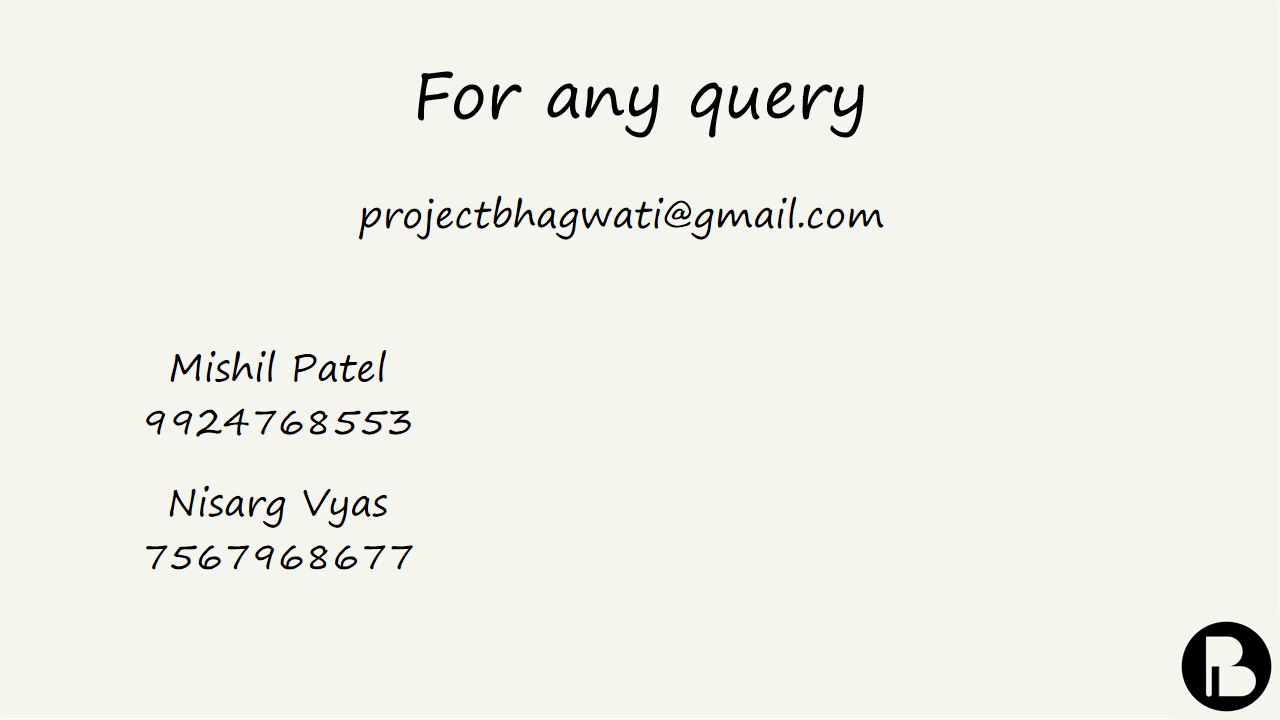 For any query
projectbhagwati@gmail.com
Mishil Patel
9924768553
Nisarg Vyas
7567968677